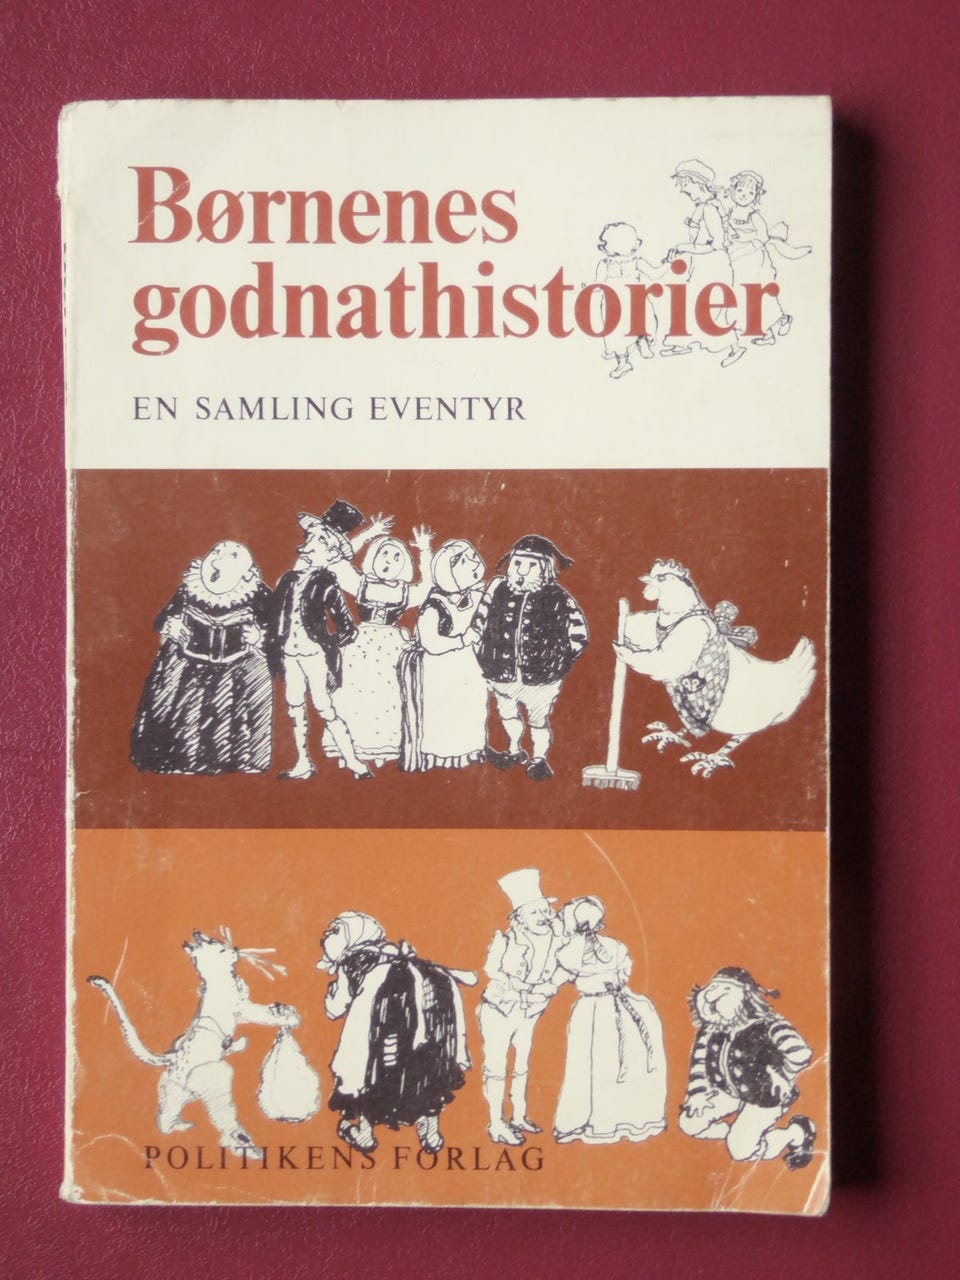 Børnenes
godnathistorier
EN SAMLING EVENTYR
POLITIKENS FORLAG